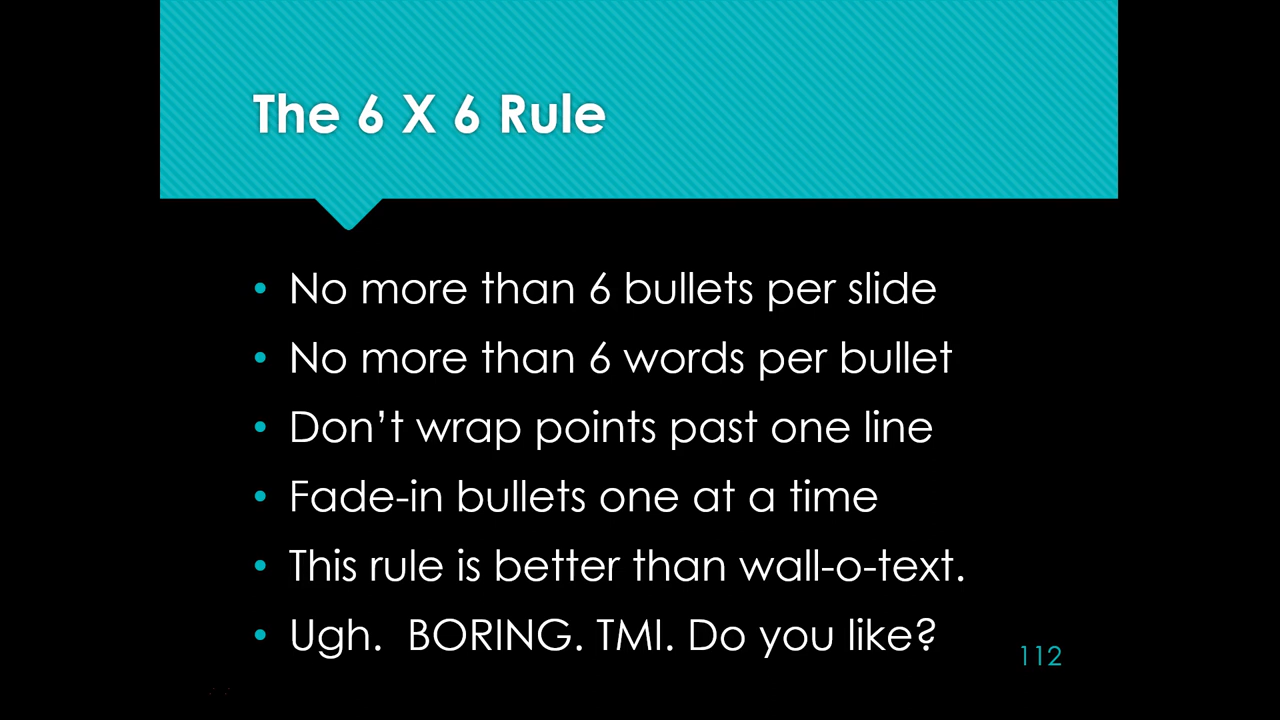 The 6 X 6 Rule
• No more than 6 bullets per slide
• No more than 6 words per bullet
• Don’t wrap points past one line
• Fade-in bullets one at a time
• This rule is better than wall-o-text.
• Ugh.  BORING. TMI. Do you like?
112